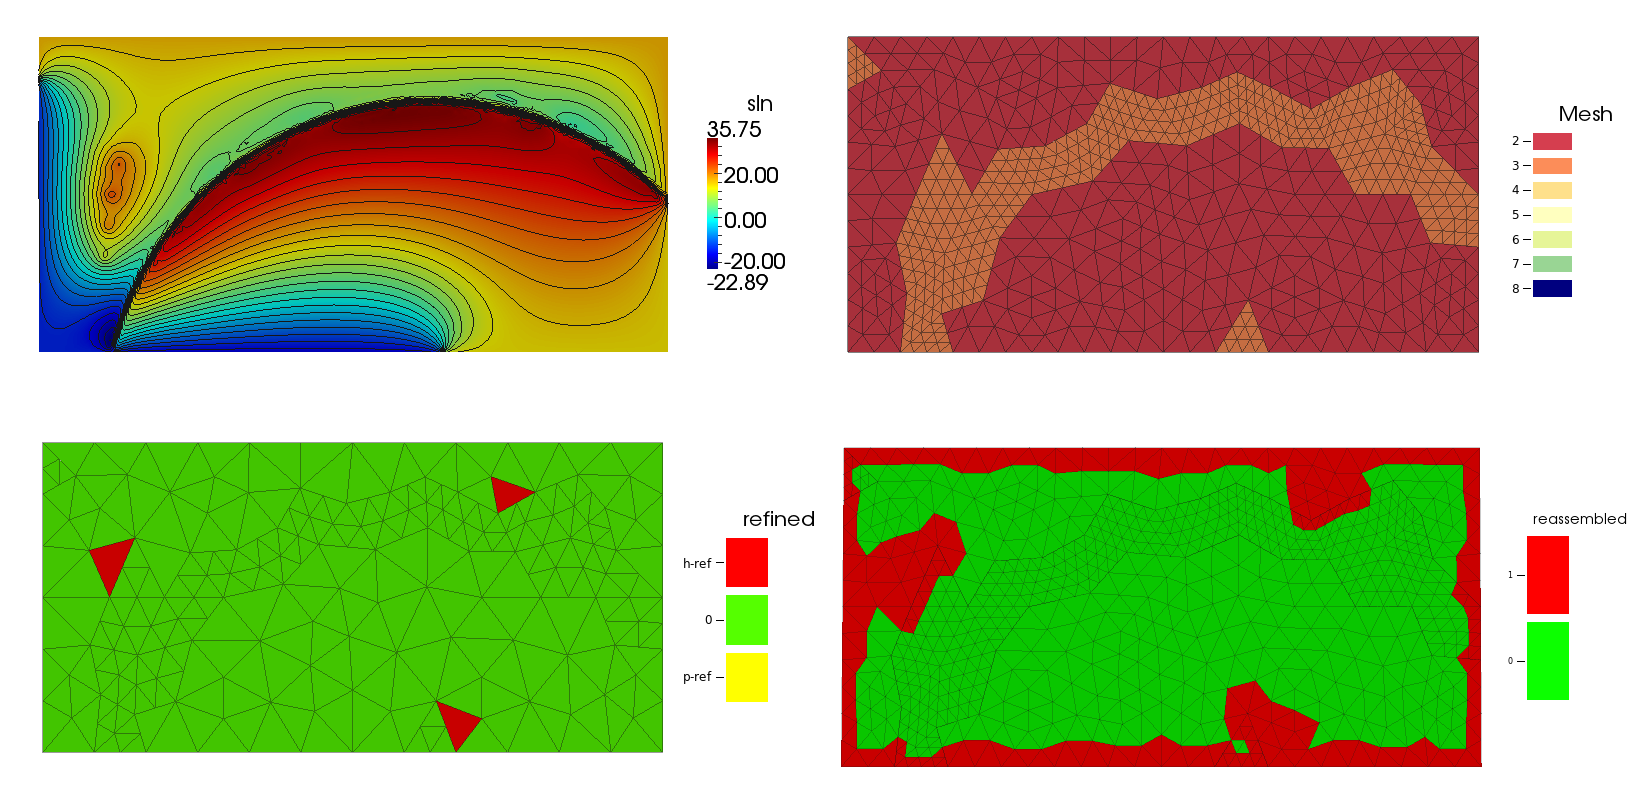 sln
35.75
20.00
0.00
-20.00
-22.89
Mesh
2
3
4
5
6
7
8
refined
h-ref
0
p-ref
reassembled
1
0